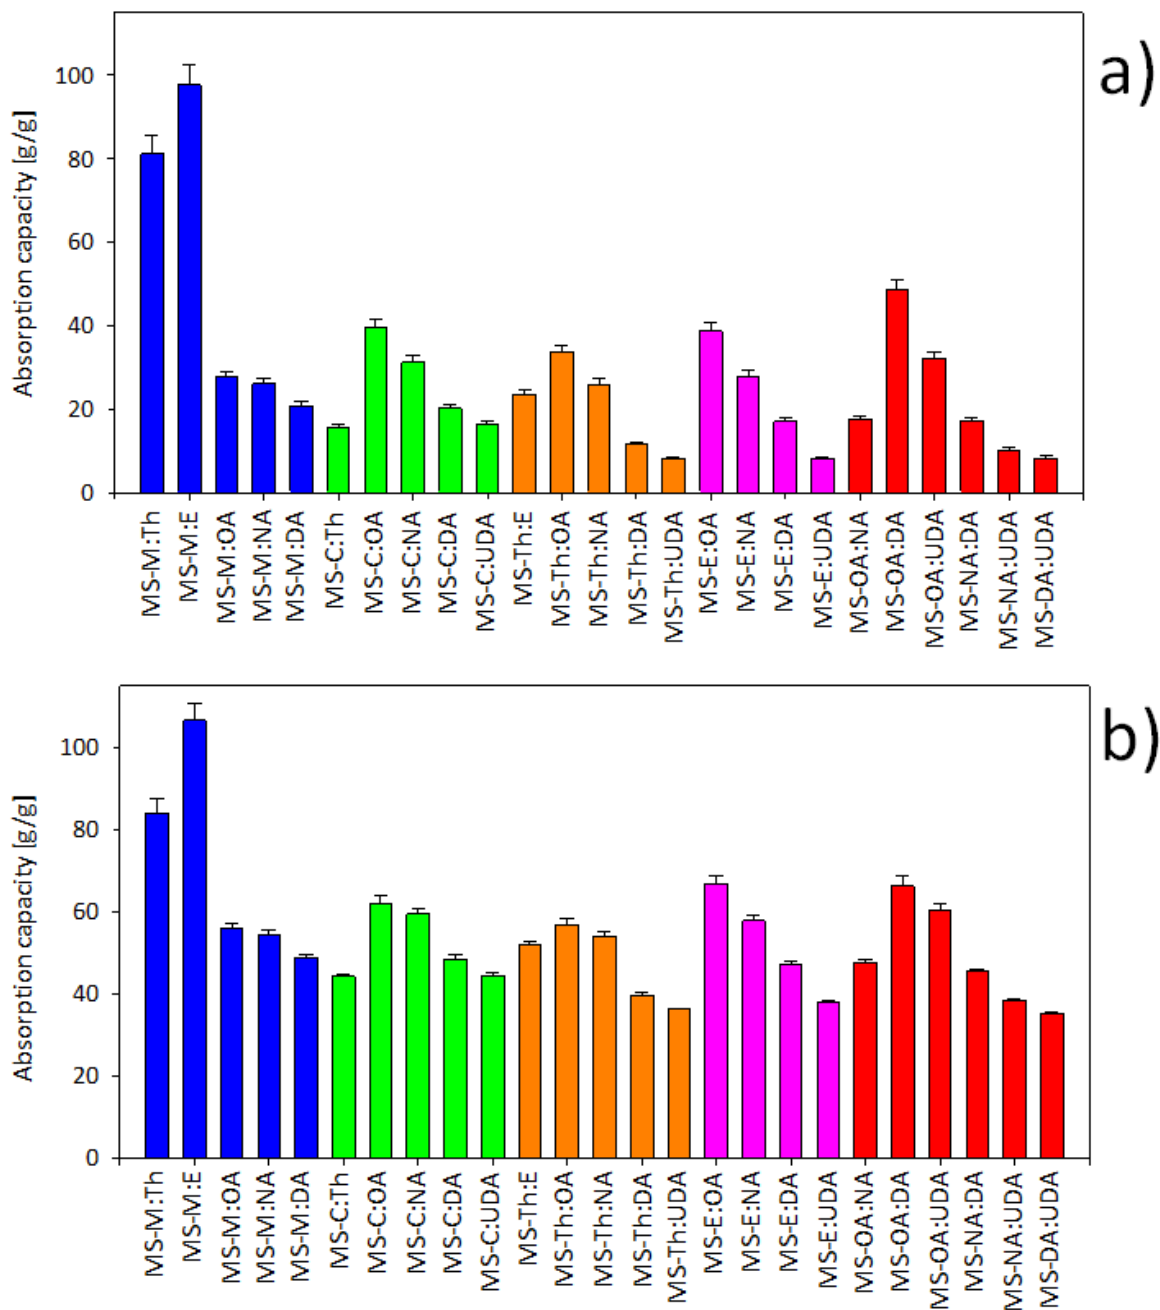 a)
Absorption capacity [g/g]
100
80
60
40
20
0
MS-M:Th
MS-M:E
MS-M:OA
MS-M:NA
MS-M:DA
MS-C:Th
MS-C:OA
MS-C:NA
MS-C:DA
MS-C:UDA
MS-Th:E
MS-Th:OA
MS-Th:NA
MS-Th:DA
MS-Th:UDA
MS-E:OA
MS-E:NA
MS-E:DA
MS-E:UDA
MS-OA:NA
MS-OA:DA
MS-OA:UDA
MS-NA:DA
MS-NA:UDA
MS-DA:UDA
b)
Absorption capacity [g/g]
100
80
60
40
20
0
MS-M:Th
MS-M:E
MS-M:OA
MS-M:NA
MS-M:DA
MS-C:Th
MS-C:OA
MS-C:NA
MS-C:DA
MS-C:UDA
MS-Th:E
MS-Th:OA
MS-Th:NA
MS-Th:DA
MS-Th:UDA
MS-E:OA
MS-E:NA
MS-E:DA
MS-E:UDA
MS-OA:NA
MS-OA:DA
MS-OA:UDA
MS-NA:DA
MS-NA:UDA
MS-DA:UDA